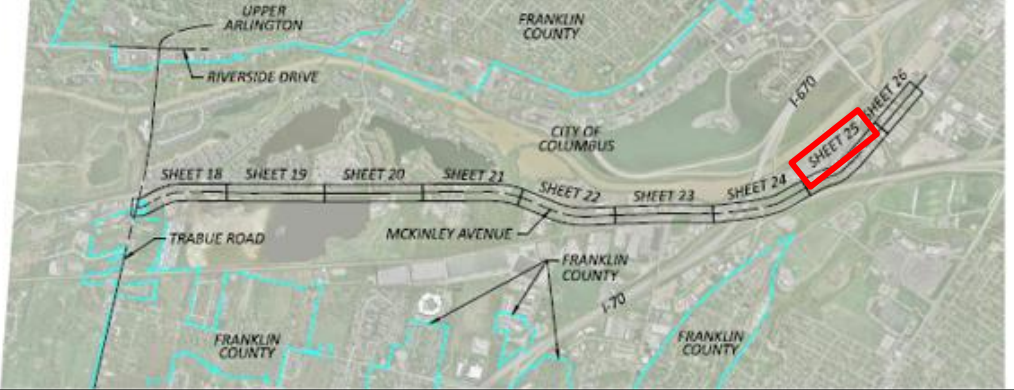 UPPER
ARLINGTON
FRANKLIN
COUNTY
RIVERSIDE DRIVE
I-670
SHEET 26
CITY OF
COLUMBUS
SHEET 25
SHEET 18
SHEET 19
SHEET 20
SHEET 21
SHEET 22
SHEET 23
SHEET 24
TRABUE ROAD
MCKINLEY AVENUE
FRANKLIN
COUNTY
I-70
FRANKLIN
COUNTY
FRANKLIN
COUNTY